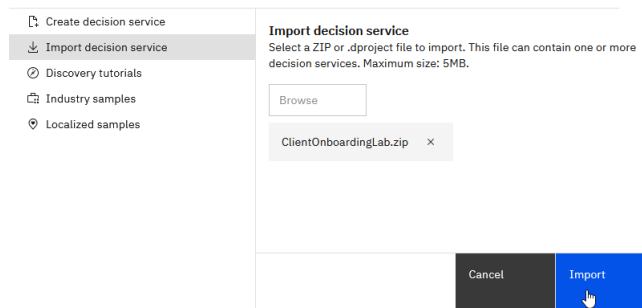 Create decision service
Import decision service
Discovery tutorials
Industry samples
Localized samples
Import decision service
Select a ZIP or .dproject file to import. This file can contain one or more
decision services. Maximum size: 5MB.
Browse
ClientOnboardingLab.zip ×
Cancel
Import